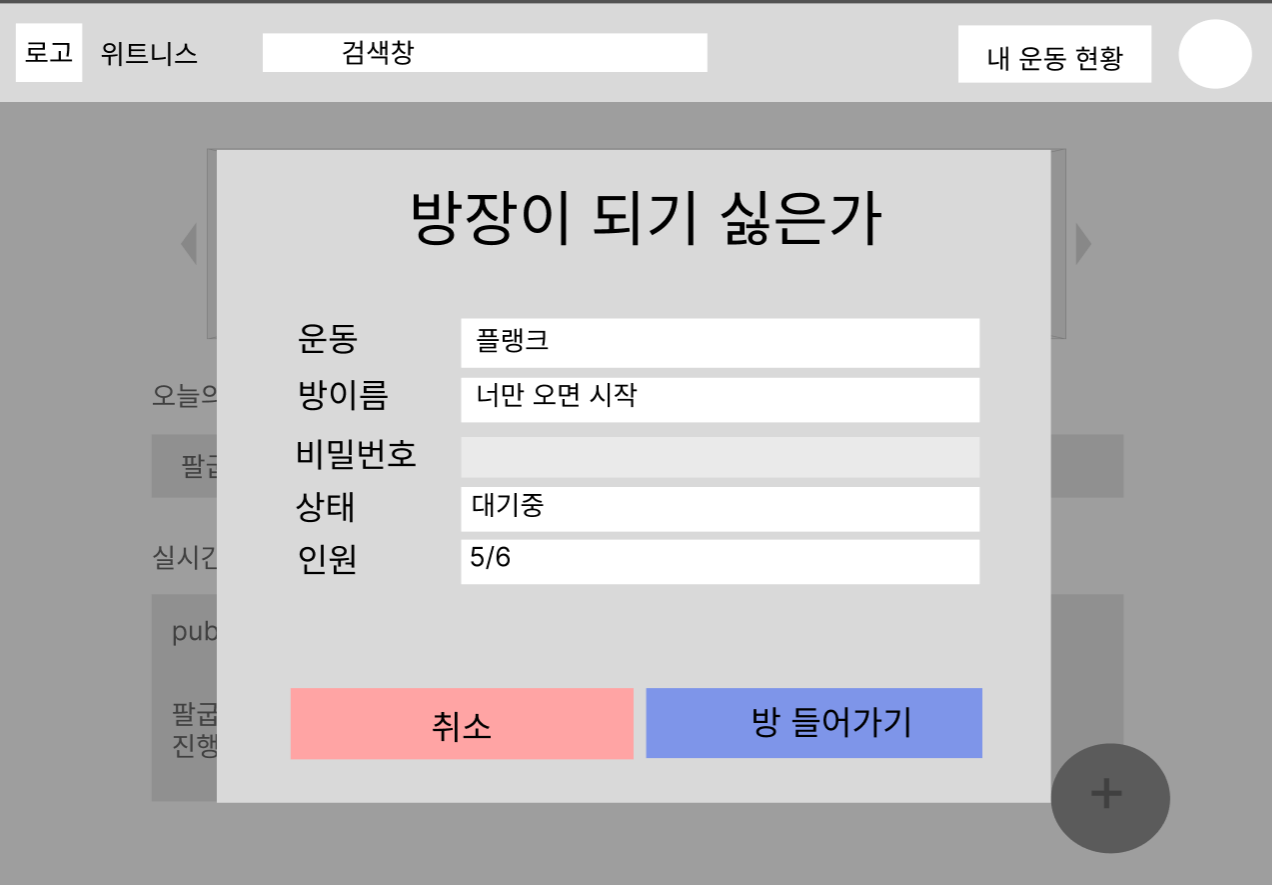 로고 위트니스 검색창 내 운동 현황
방장이 되기 싫은가
운동 플랭크
방이름 너만 오면 시작
비밀번호
상태 대기중
인원 5/6
취소 방 들어가기
오늘의
팔굽
실시간
pub
팔굽
진행
+